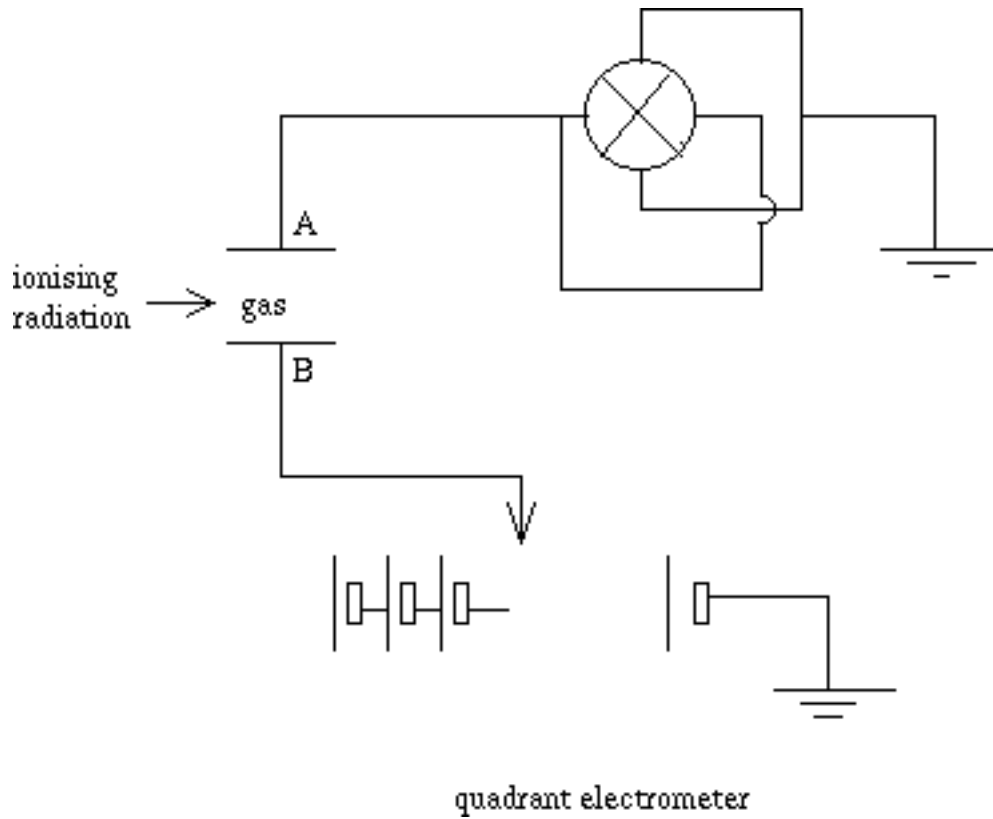 A
ionising
radiation
gas
B
quadrant electrometer